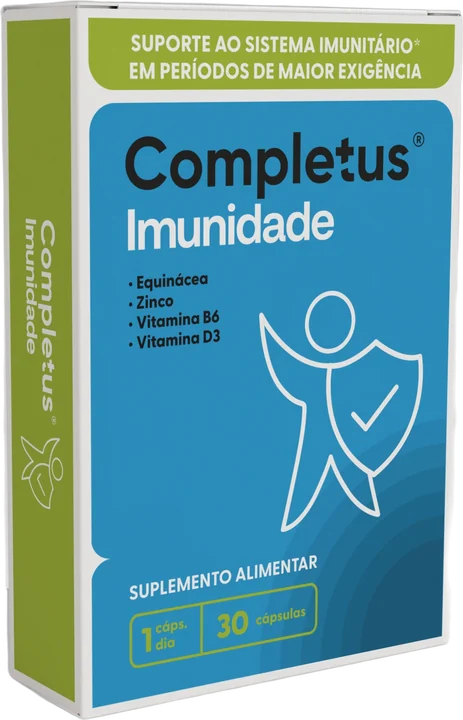 SUPORTE AO SISTEMA IMUNITÁRIO*
EM PERÍODOS DE MAIOR EXIGÊNCIA
Completus®
Imunidade
• Equinácea
• Zinco
• Vitamina B6
• Vitamina D3
SUPLEMENTO ALIMENTAR
1 cáps. dia
30 cápsulas
Completus®
Imunidade